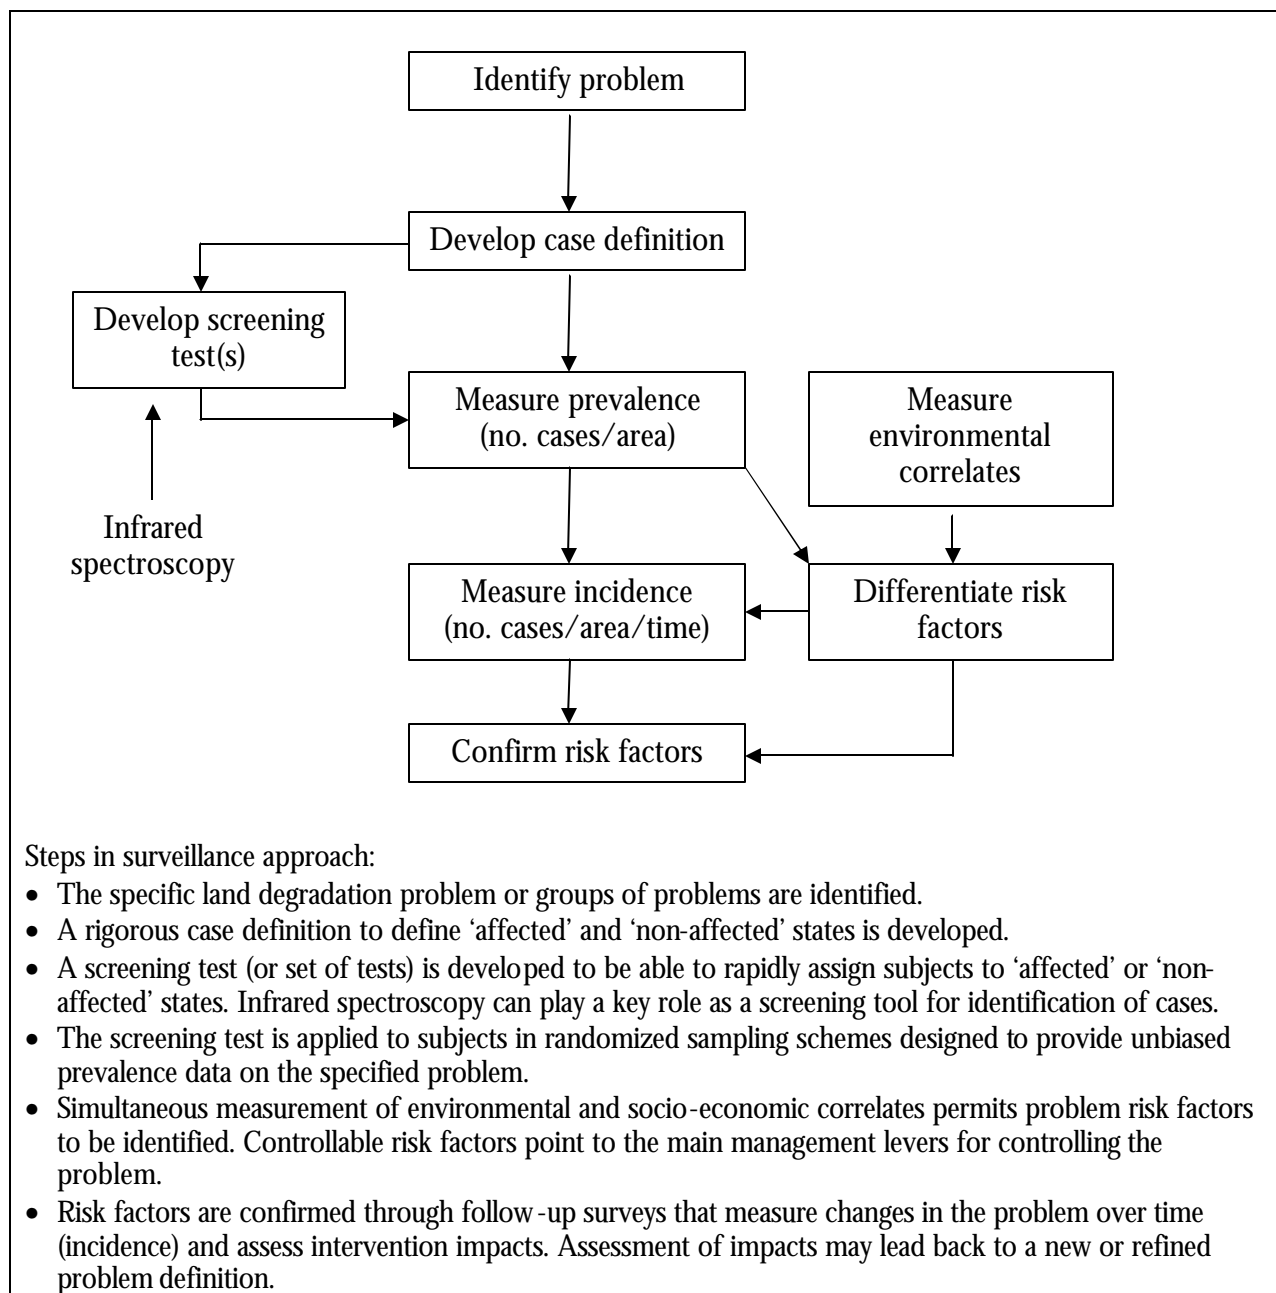 Identify problem
Develop case definition
Develop screening
test(s)
Measure prevalence
(no. cases/area)
Measure
environmental
correlates
Infrared
spectroscopy
Measure incidence
(no. cases/area/time)
Differentiate risk
factors
Confirm risk factors
Steps in surveillance approach:
• The specific land degradation problem or groups of problems are identified.
• A rigorous case definition to define ‘affected’ and ‘non-affected’ states is developed.
• A screening test (or set of tests) is developed to be able to rapidly assign subjects to ‘affected’ or ‘non-
affected’ states. Infrared spectroscopy can play a key role as a screening tool for identification of cases.
• The screening test is applied to subjects in randomized sampling schemes designed to provide unbiased
prevalence data on the specified problem.
• Simultaneous measurement of environmental and socio-economic correlates permits problem risk factors
to be identified. Controllable risk factors point to the main management levers for controlling the
problem.
• Risk factors are confirmed through follow-up surveys that measure changes in the problem over time
(incidence) and assess intervention impacts. Assessment of impacts may lead back to a new or refined
problem definition.